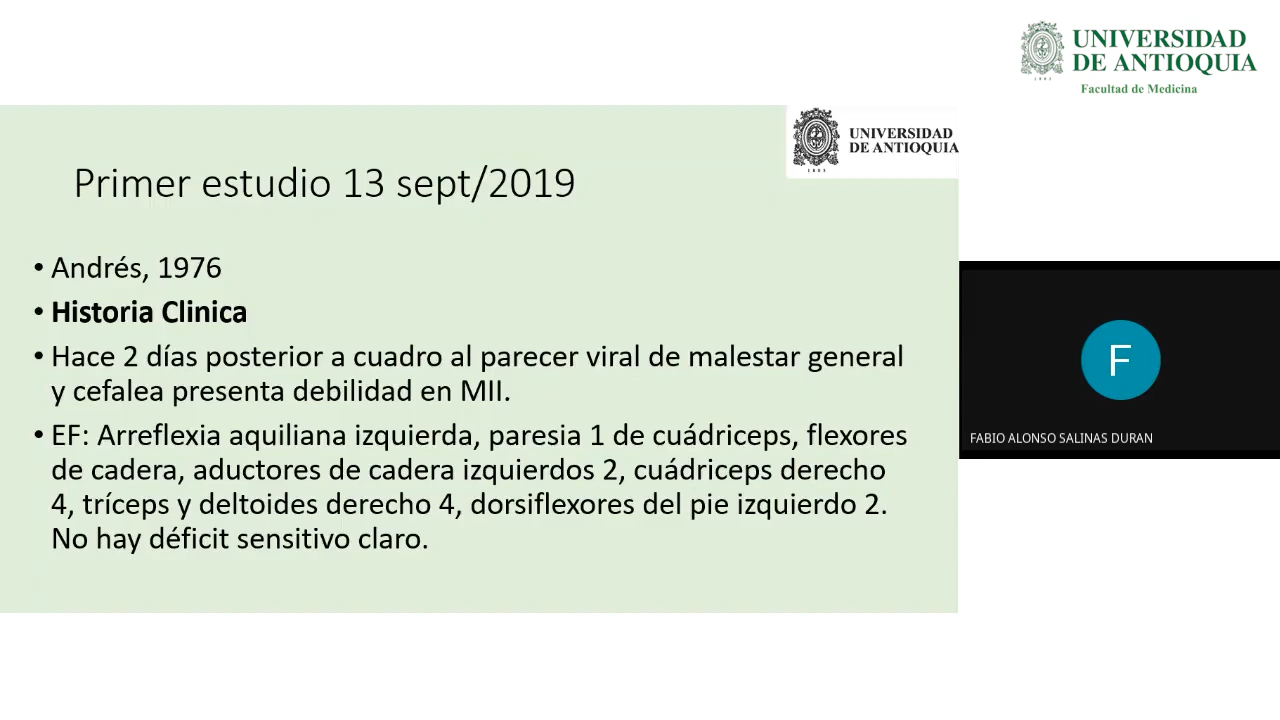 UNIVERSIDAD
DE ANTIOQUIA
1803
Facultad de Medicina
UNIVERSIDAD
DE ANTIOQUIA
1803
Primer estudio 13 sept/2019
• Andrés, 1976
• Historia Clinica
• Hace 2 días posterior a cuadro al parecer viral de malestar general
y cefalea presenta debilidad en MII.
• EF: Arreflexia aquiliana izquierda, paresia 1 de cuádriceps, flexores
de cadera, aductores de cadera izquierdos 2, cuádriceps derecho
4, tríceps y deltoides derecho 4, dorsiflexores del pie izquierdo 2.
No hay déficit sensitivo claro.
F
FABIO ALONSO SALINAS DURAN